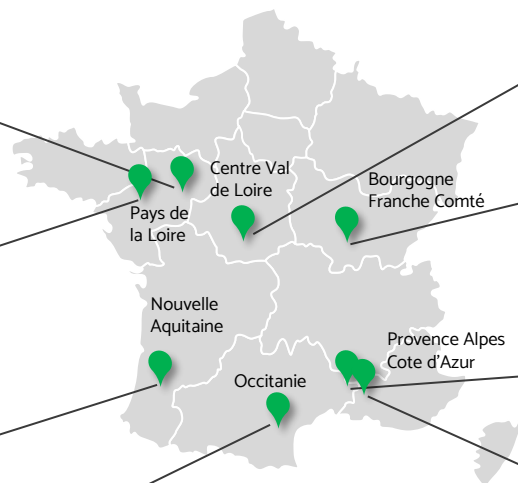 Centre Val
de Loire
Bourgogne
Franche Comté
Pays de
la Loire
Nouvelle
Aquitaine
Provence Alpes
Cote d'Azur
Occitanie